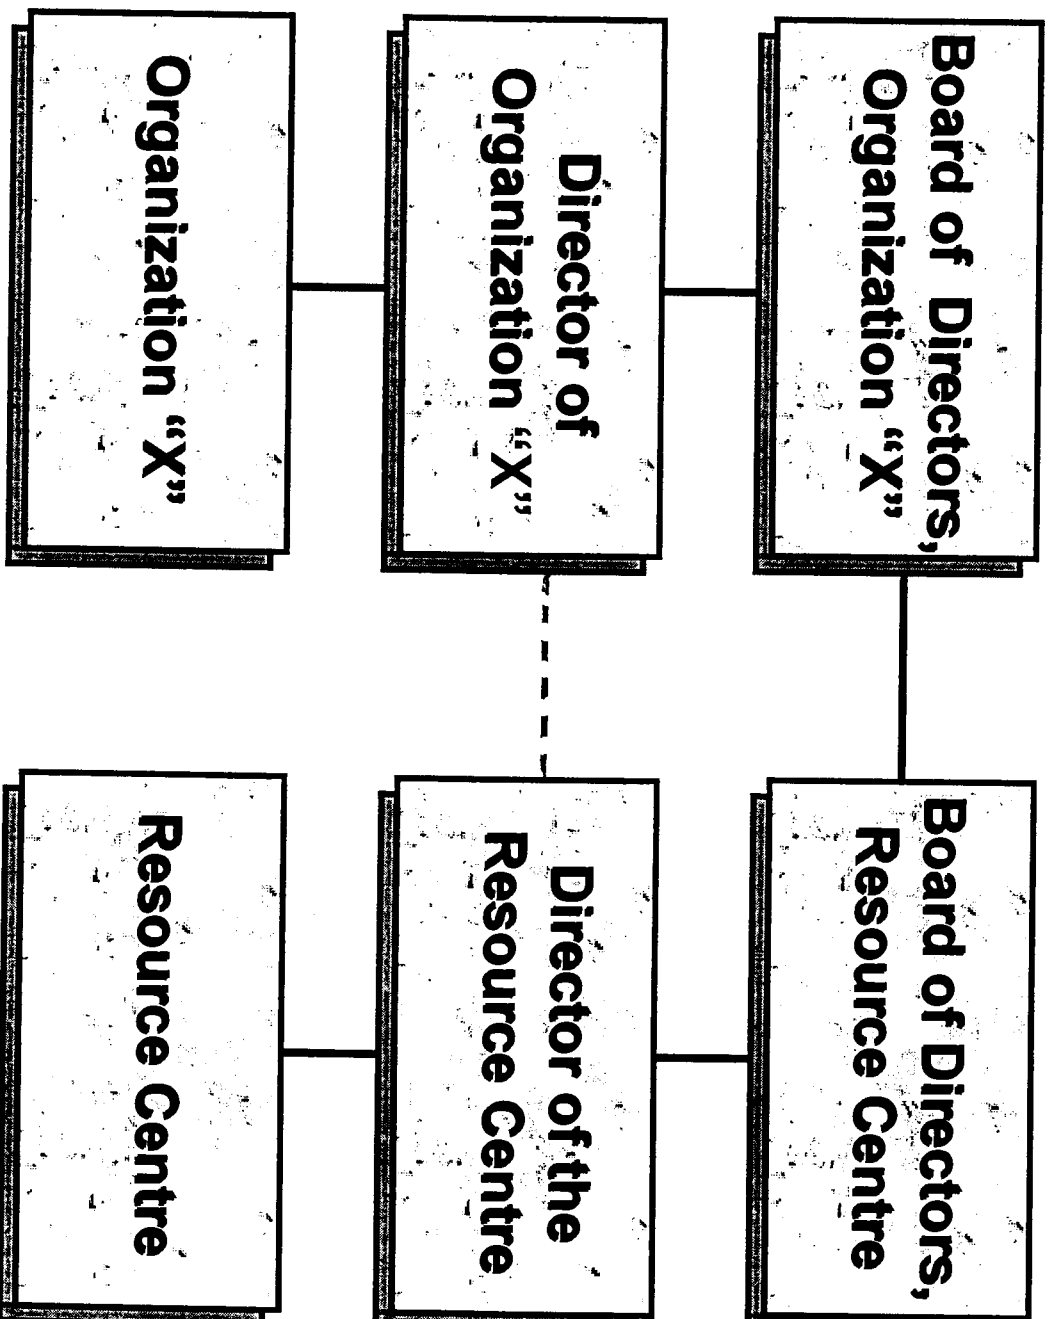 Board of Directors,
Organization “X”
Board of Directors,
Resource Centre
Director of
Organization “X”
Director of the
Resource Centre
Organization “X”
Resource Centre